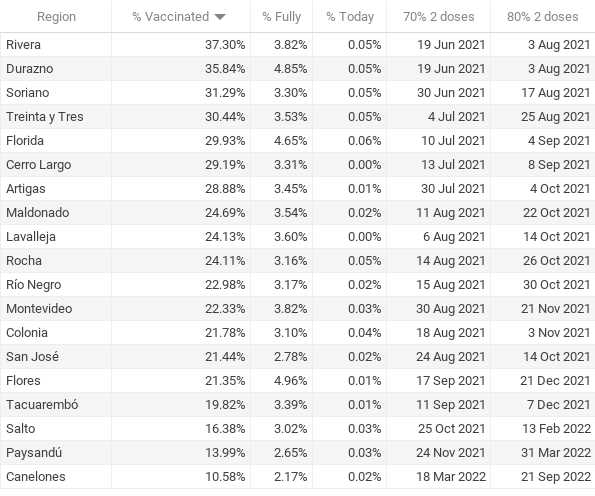 Region % Vaccinated % Fully % Today 70% 2 doses 80% 2 doses
Rivera 37.30% 3.82% 0.05% 19 Jun 2021 3 Aug 2021
Durazno 35.84% 4.85% 0.05% 19 Jun 2021 3 Aug 2021
Soriano 31.29% 3.30% 0.05% 30 Jun 2021 17 Aug 2021
Treinta y Tres 30.44% 3.53% 0.05% 4 Jul 2021 25 Aug 2021
Florida 29.93% 4.65% 0.06% 10 Jul 2021 4 Sep 2021
Cerro Largo 29.19% 3.31% 0.00% 13 Jul 2021 8 Sep 2021
Artigas 28.88% 3.45% 0.01% 30 Jul 2021 4 Oct 2021
Maldonado 24.69% 3.54% 0.02% 11 Aug 2021 22 Oct 2021
Lavalleja 24.13% 3.60% 0.00% 6 Aug 2021 14 Oct 2021
Rocha 24.11% 3.16% 0.05% 14 Aug 2021 26 Oct 2021
Río Negro 22.98% 3.17% 0.02% 15 Aug 2021 30 Oct 2021
Montevideo 22.33% 3.82% 0.03% 30 Aug 2021 21 Nov 2021
Colonia 21.78% 3.10% 0.04% 18 Aug 2021 3 Nov 2021
San José 21.44% 2.78% 0.02% 24 Aug 2021 14 Oct 2021
Flores 21.35% 4.96% 0.01% 17 Sep 2021 21 Dec 2021
Tacuarembó 19.82% 3.39% 0.01% 11 Sep 2021 7 Dec 2021
Salto 16.38% 3.02% 0.03% 25 Oct 2021 13 Feb 2022
Paysandú 13.99% 2.65% 0.03% 24 Nov 2021 31 Mar 2022
Canelones 10.58% 2.17% 0.02% 18 Mar 2022 21 Sep 2022